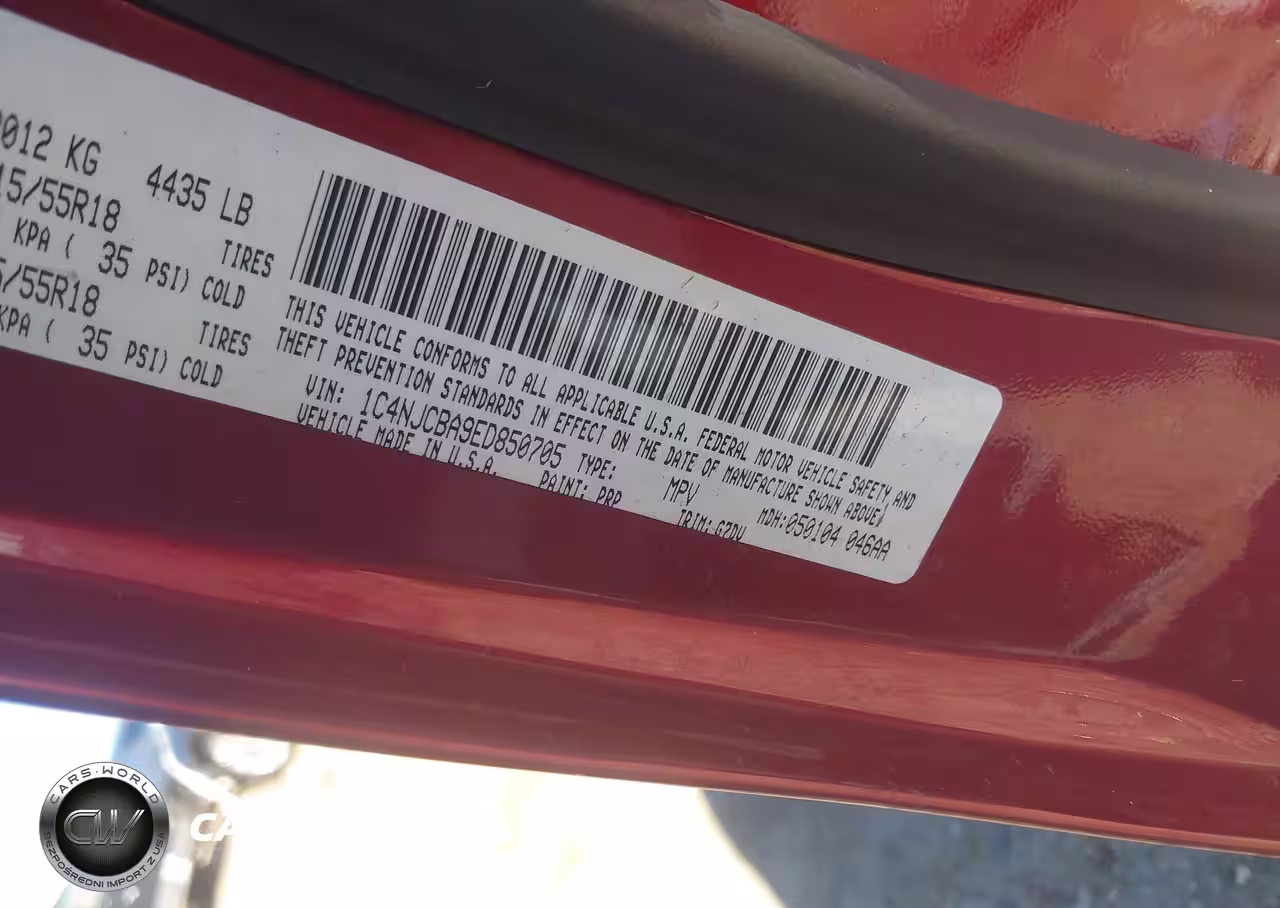 012 KG 4435 LB
15/55R18 TIRES
KPA ( 35 PSI) COLD
/55R18 TIRES
KPA ( 35 PSI) COLD
THIS VEHICLE CONFORMS TO ALL APPLICABLE U.S.A. FEDERAL MOTOR VEHICLE SAFETY AND
THEFT PREVENTION STANDARDS IN EFFECT ON THE DATE OF MANUFACTURE SHOWN ABOVE.
VIN: 1C4NJCBA9ED850705 TYPE: MPV MDH:050104 046AA
VEHICLE MADE IN U.S.A. PAINT: PRP TRIM: G7DV
CARS-WORLD
CW
BEZPOŚREDNI IMPORT Z USA
CA